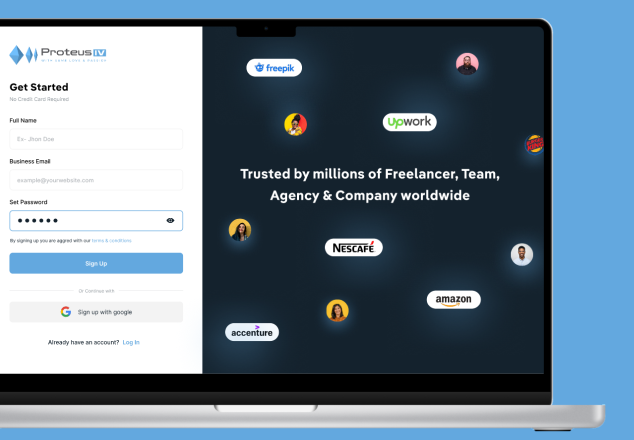 Proteus IV
Get Started
No Credit Card Required
Full Name
Ex- Jhon Doe
Business Email
example@yourwebsite.com
Set Password
By signing up you are aggred with our terms & conditions.
Sign Up
Or Continue with
Sign up with google
Already have an account? Log In
freepik
Upwork
Trusted by millions of Freelancer, Team,
Agency & Company worldwide
NESCAFÉ
amazon
accenture